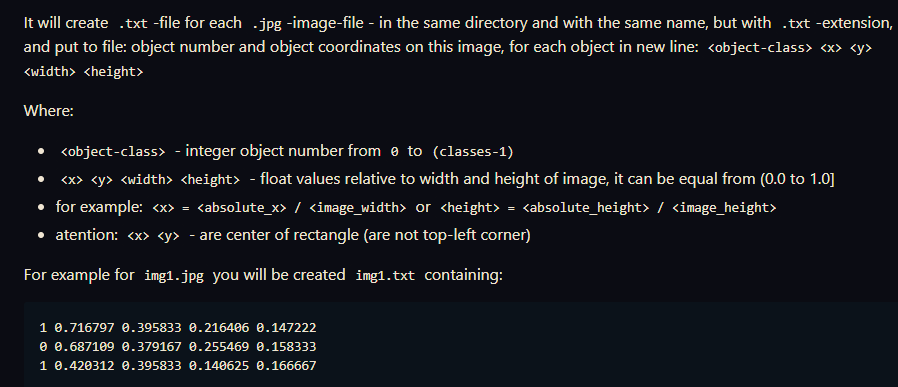 It will create .txt -file for each .jpg -image-file - in the same directory and with the same name, but with .txt -extension,
and put to file: object number and object coordinates on this image, for each object in new line: <object-class> <x> <y>
<width> <height>
Where:
• <object-class> - integer object number from 0 to (classes-1)
• <x> <y> <width> <height> - float values relative to width and height of image, it can be equal from (0.0 to 1.0]
• for example: <x> = <absolute_x> / <image_width> or <height> = <absolute_height> / <image_height>
• atention: <x> <y> - are center of rectangle (are not top-left corner)
For example for img1.jpg you will be created img1.txt containing:
1 0.716797 0.395833 0.216406 0.147222
0 0.687109 0.379167 0.255469 0.158333
1 0.420312 0.395833 0.140625 0.166667